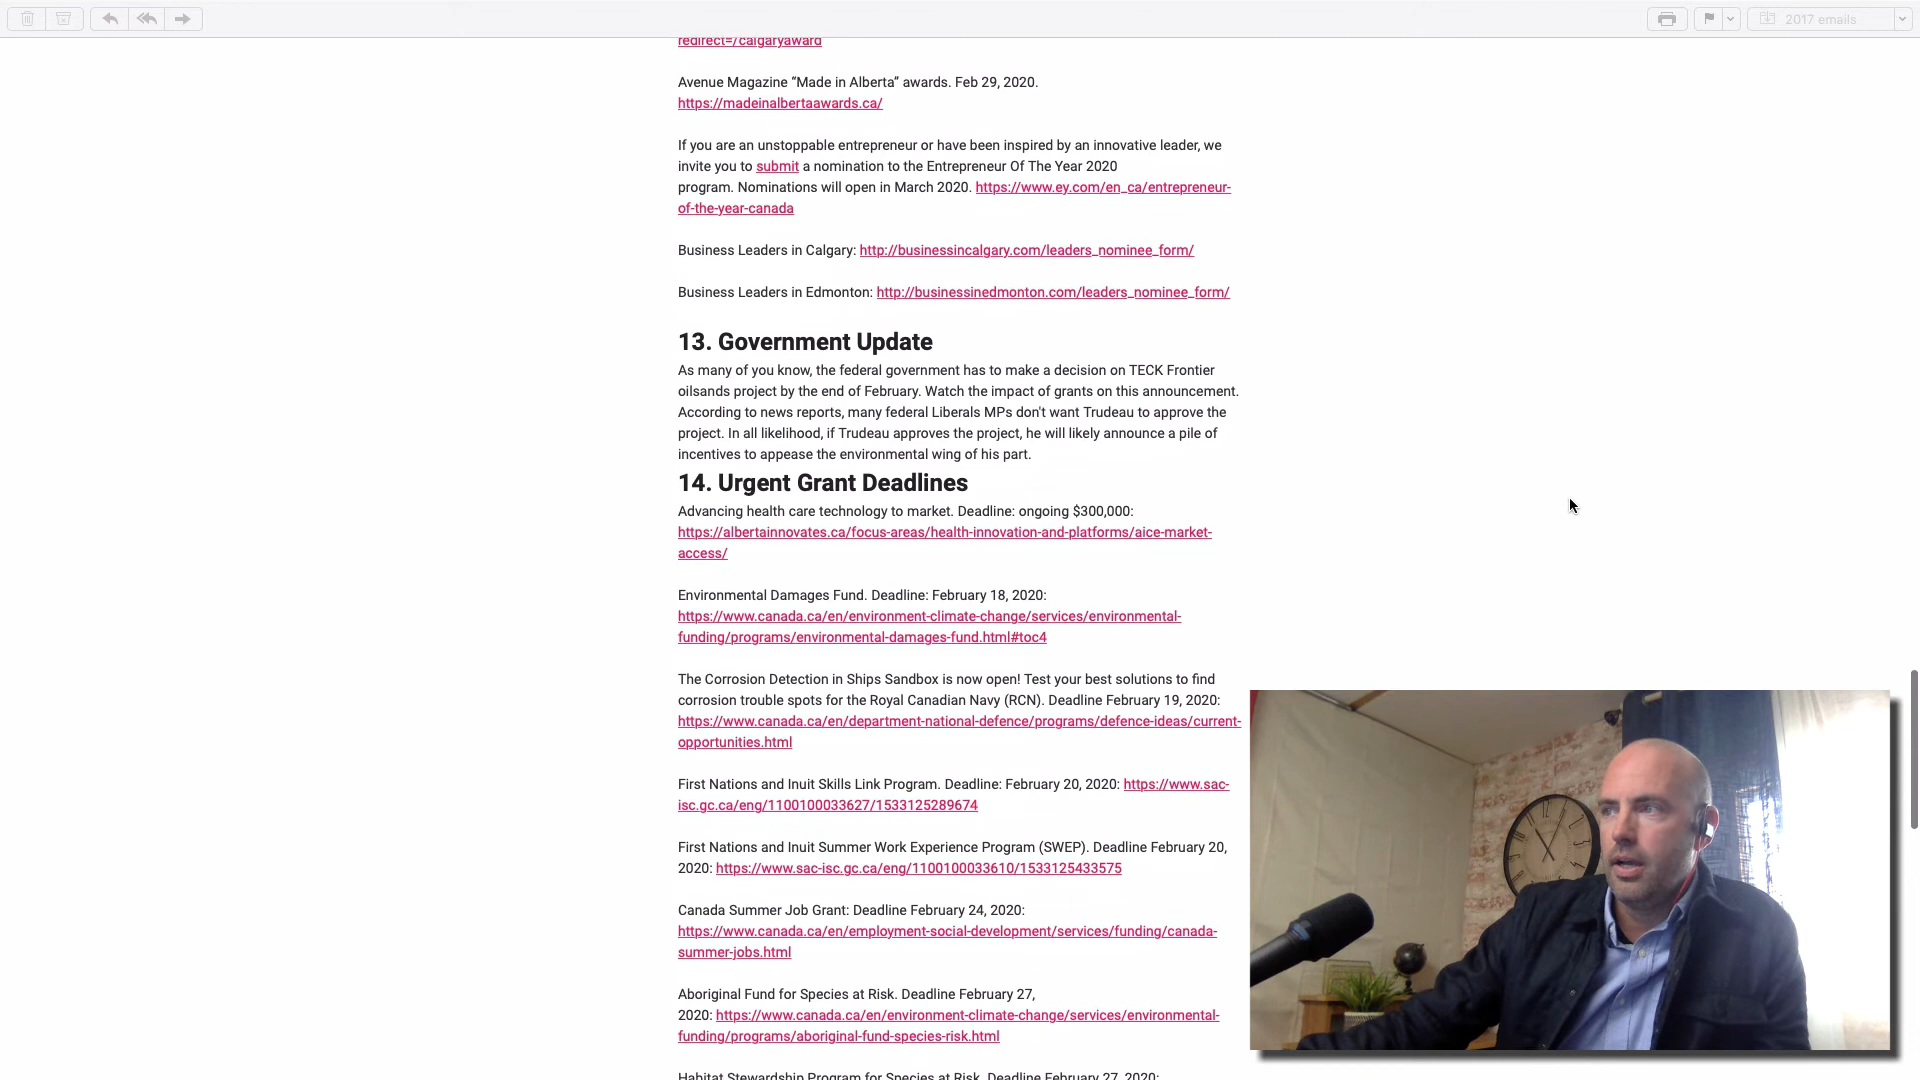 2017 emails
redirect=/calgaryaward
Avenue Magazine “Made in Alberta” awards. Feb 29, 2020.
https://madeinalbertaawards.ca/
If you are an unstoppable entrepreneur or have been inspired by an innovative leader, we
invite you to submit a nomination to the Entrepreneur Of The Year 2020
program. Nominations will open in March 2020. https://www.ey.com/en_ca/entrepreneur-
of-the-year-canada
Business Leaders in Calgary: http://businessincalgary.com/leaders_nominee_form/
Business Leaders in Edmonton: http://businessinedmonton.com/leaders_nominee_form/
13. Government Update
As many of you know, the federal government has to make a decision on TECK Frontier
oilsands project by the end of February. Watch the impact of grants on this announcement.
According to news reports, many federal Liberals MPs don't want Trudeau to approve the
project. In all likelihood, if Trudeau approves the project, he will likely announce a pile of
incentives to appease the environmental wing of his part.
14. Urgent Grant Deadlines
Advancing health care technology to market. Deadline: ongoing $300,000:
https://albertainnovates.ca/focus-areas/health-innovation-and-platforms/aice-market-
access/
Environmental Damages Fund. Deadline: February 18, 2020:
https://www.canada.ca/en/environment-climate-change/services/environmental-
funding/programs/environmental-damages-fund.html#toc4
The Corrosion Detection in Ships Sandbox is now open! Test your best solutions to find
corrosion trouble spots for the Royal Canadian Navy (RCN). Deadline February 19, 2020:
https://www.canada.ca/en/department-national-defence/programs/defence-ideas/current-
opportunities.html
First Nations and Inuit Skills Link Program. Deadline: February 20, 2020: https://www.sac-
isc.gc.ca/eng/1100100033627/1533125289674
First Nations and Inuit Summer Work Experience Program (SWEP). Deadline February 20,
2020: https://www.sac-isc.gc.ca/eng/1100100033610/1533125433575
Canada Summer Job Grant: Deadline February 24, 2020:
https://www.canada.ca/en/employment-social-development/services/funding/canada-
summer-jobs.html
Aboriginal Fund for Species at Risk. Deadline February 27,
2020: https://www.canada.ca/en/environment-climate-change/services/environmental-
funding/programs/aboriginal-fund-species-risk.html
Habitat Stewardship Program for Species at Risk. Deadline February 27, 2020: